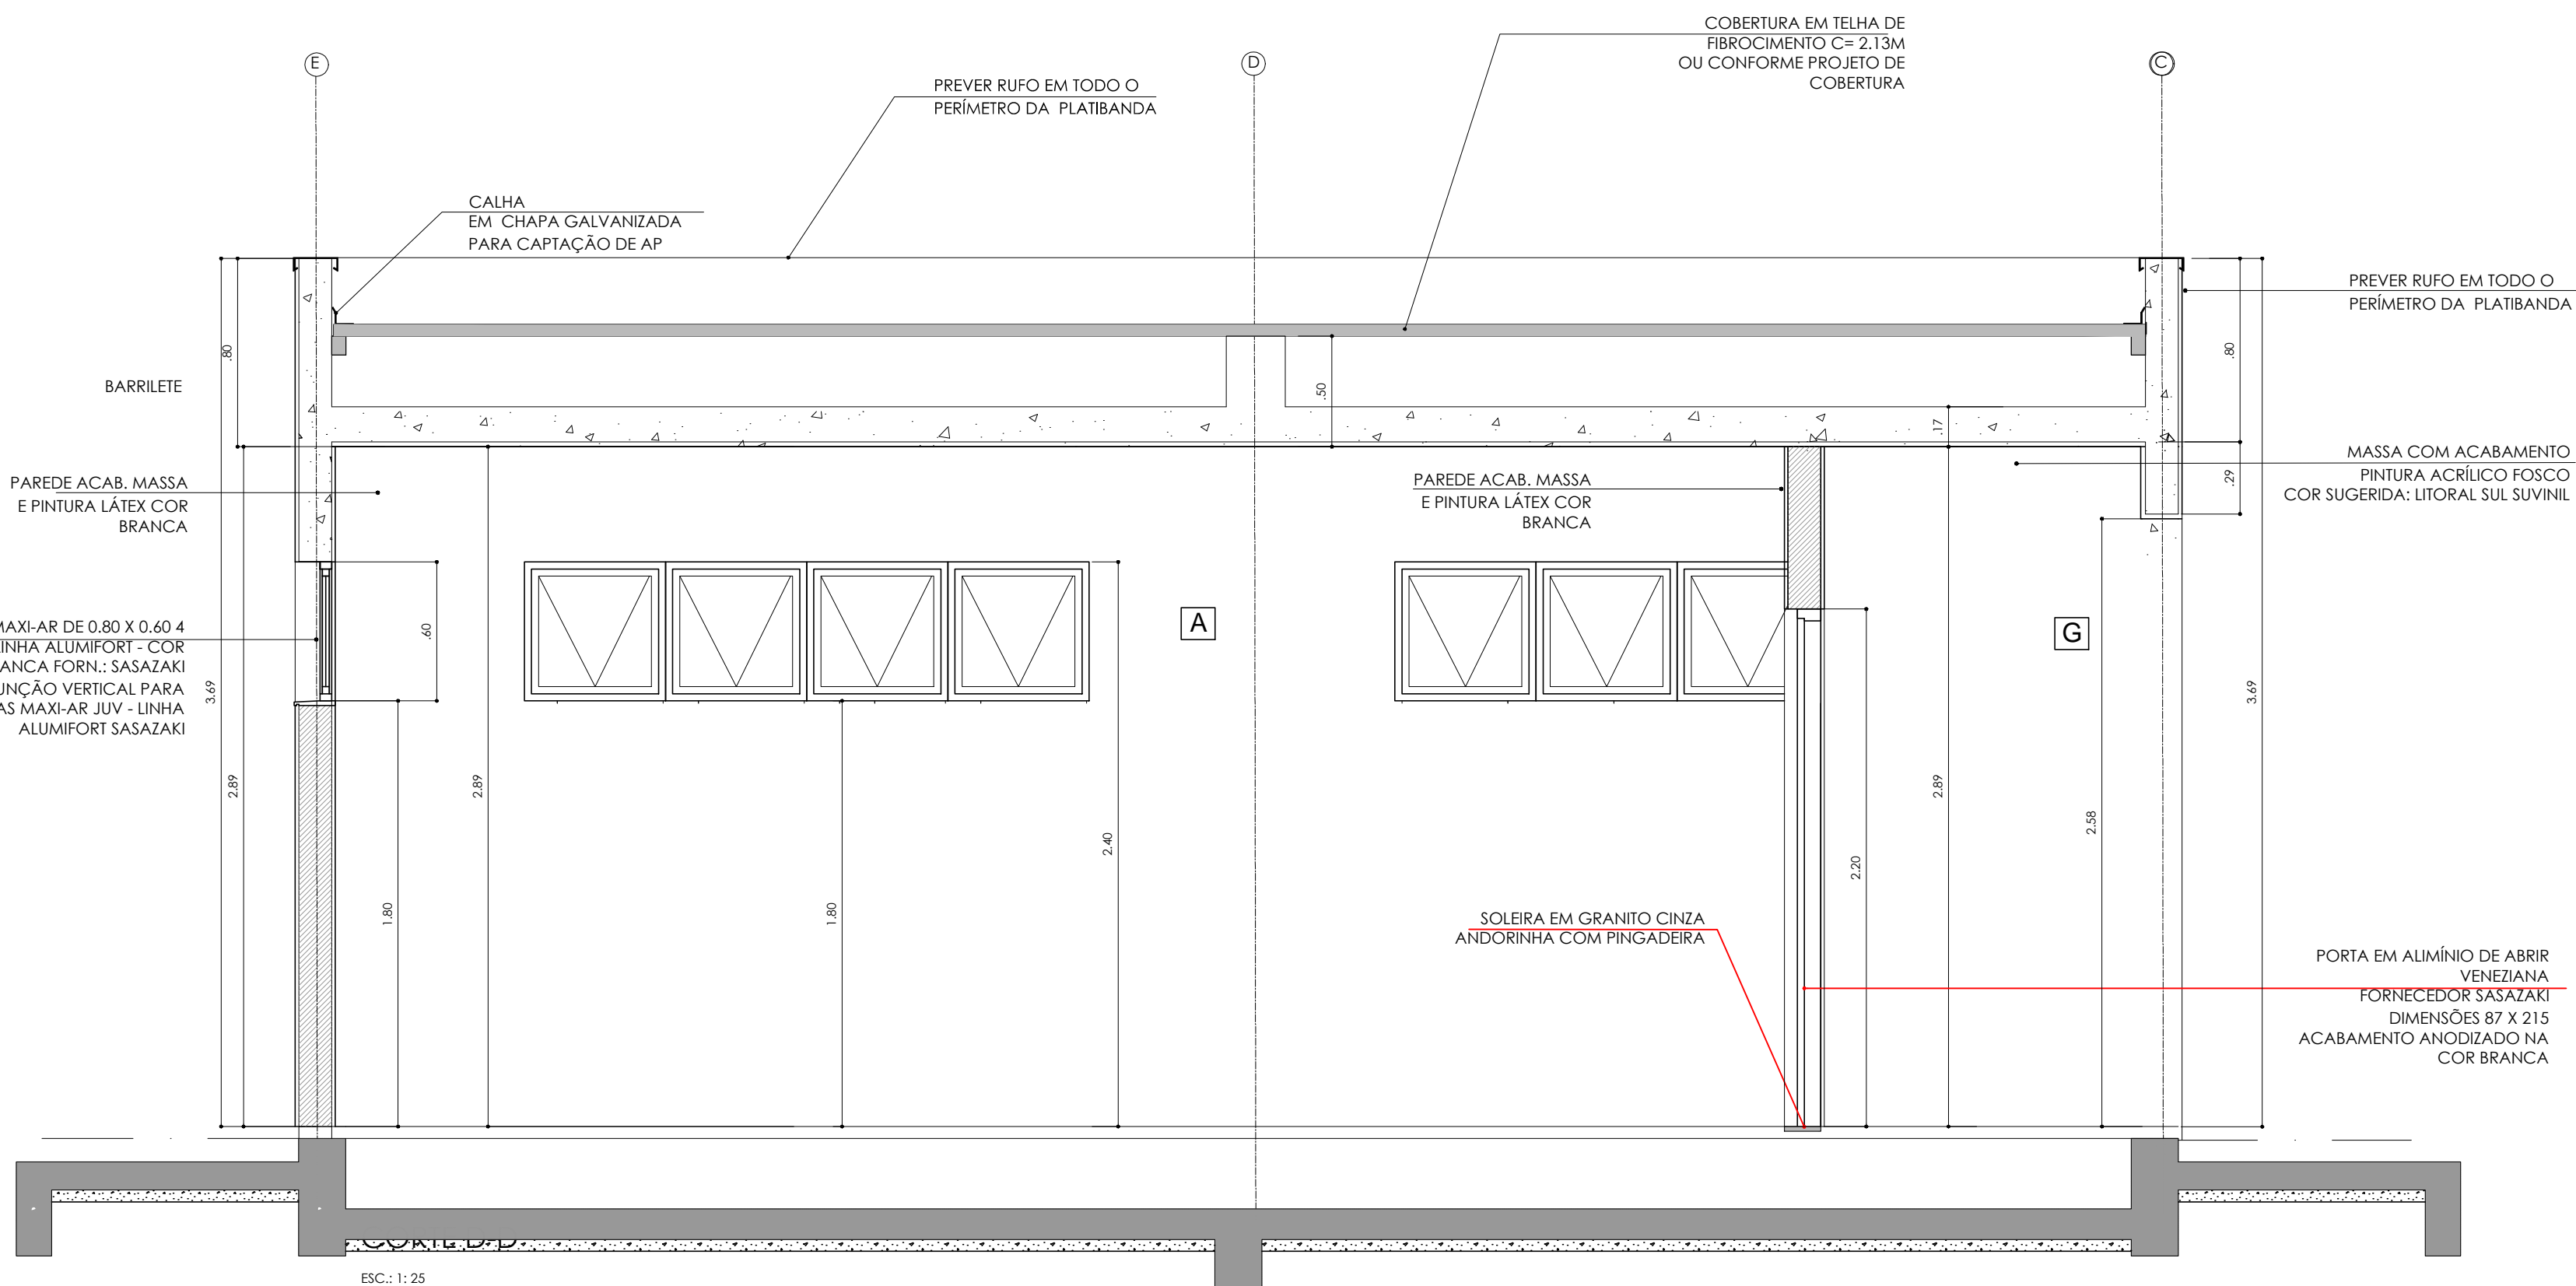 COBERTURA EM TELHA DE
FIBROCIMENTO C= 2.13M
OU CONFORME PROJETO DE
COBERTURA
E
D
C
PREVER RUFO EM TODO O
PERÍMETRO DA PLATIBANDA
CALHA
EM CHAPA GALVANIZADA
PARA CAPTAÇÃO DE AP
PREVER RUFO EM TODO O
PERÍMETRO DA PLATIBANDA
.80
.80
BARRILETE
.50
.17
.29
PAREDE ACAB. MASSA
E PINTURA LÁTEX COR
BRANCA
PAREDE ACAB. MASSA
E PINTURA LÁTEX COR
BRANCA
MASSA COM ACABAMENTO
PINTURA ACRÍLICO FOSCO
COR SUGERIDA: LITORAL SUL SUVINIL
MAXI-AR DE 0.80 X 0.60 4
INHA ALUMIFORT - COR
ANCA FORN.: SASAZAKI
UNÇÃO VERTICAL PARA
AS MAXI-AR JUV - LINHA
ALUMIFORT SASAZAKI
.60
A
G
3.69
2.89
2.89
1.80
1.80
2.40
2.20
2.89
2.58
3.69
SOLEIRA EM GRANITO CINZA
ANDORINHA COM PINGADEIRA
PORTA EM ALIMÍNIO DE ABRIR
VENEZIANA
FORNECEDOR SASAZAKI
DIMENSÕES 87 X 215
ACABAMENTO ANODIZADO NA
COR BRANCA
CORTE D-D
ESC.: 1: 25